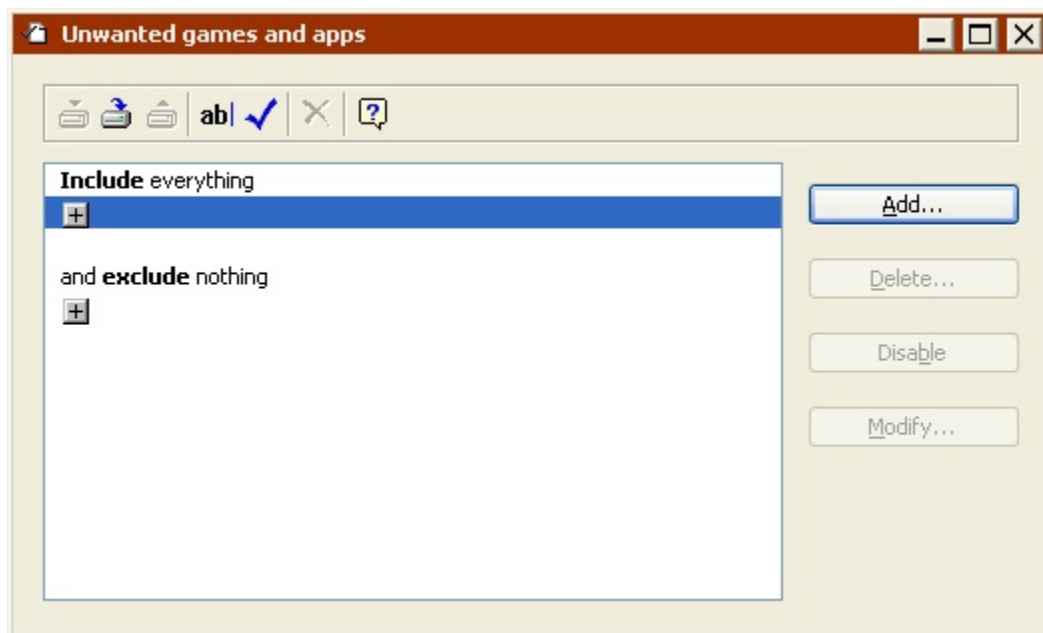 Unwanted games and apps
ab|
?
Include everything
+
and exclude nothing
+
Add...
Delete...
Disable
Modify...